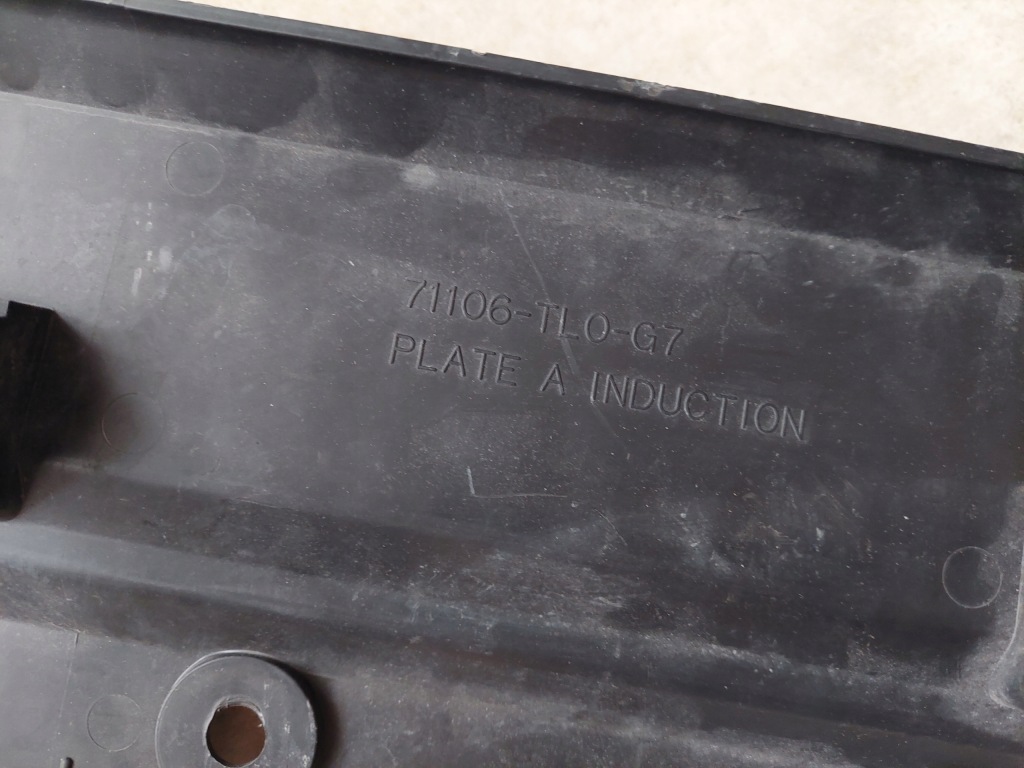 71106-TL0-G7
PLATE A INDUCTION